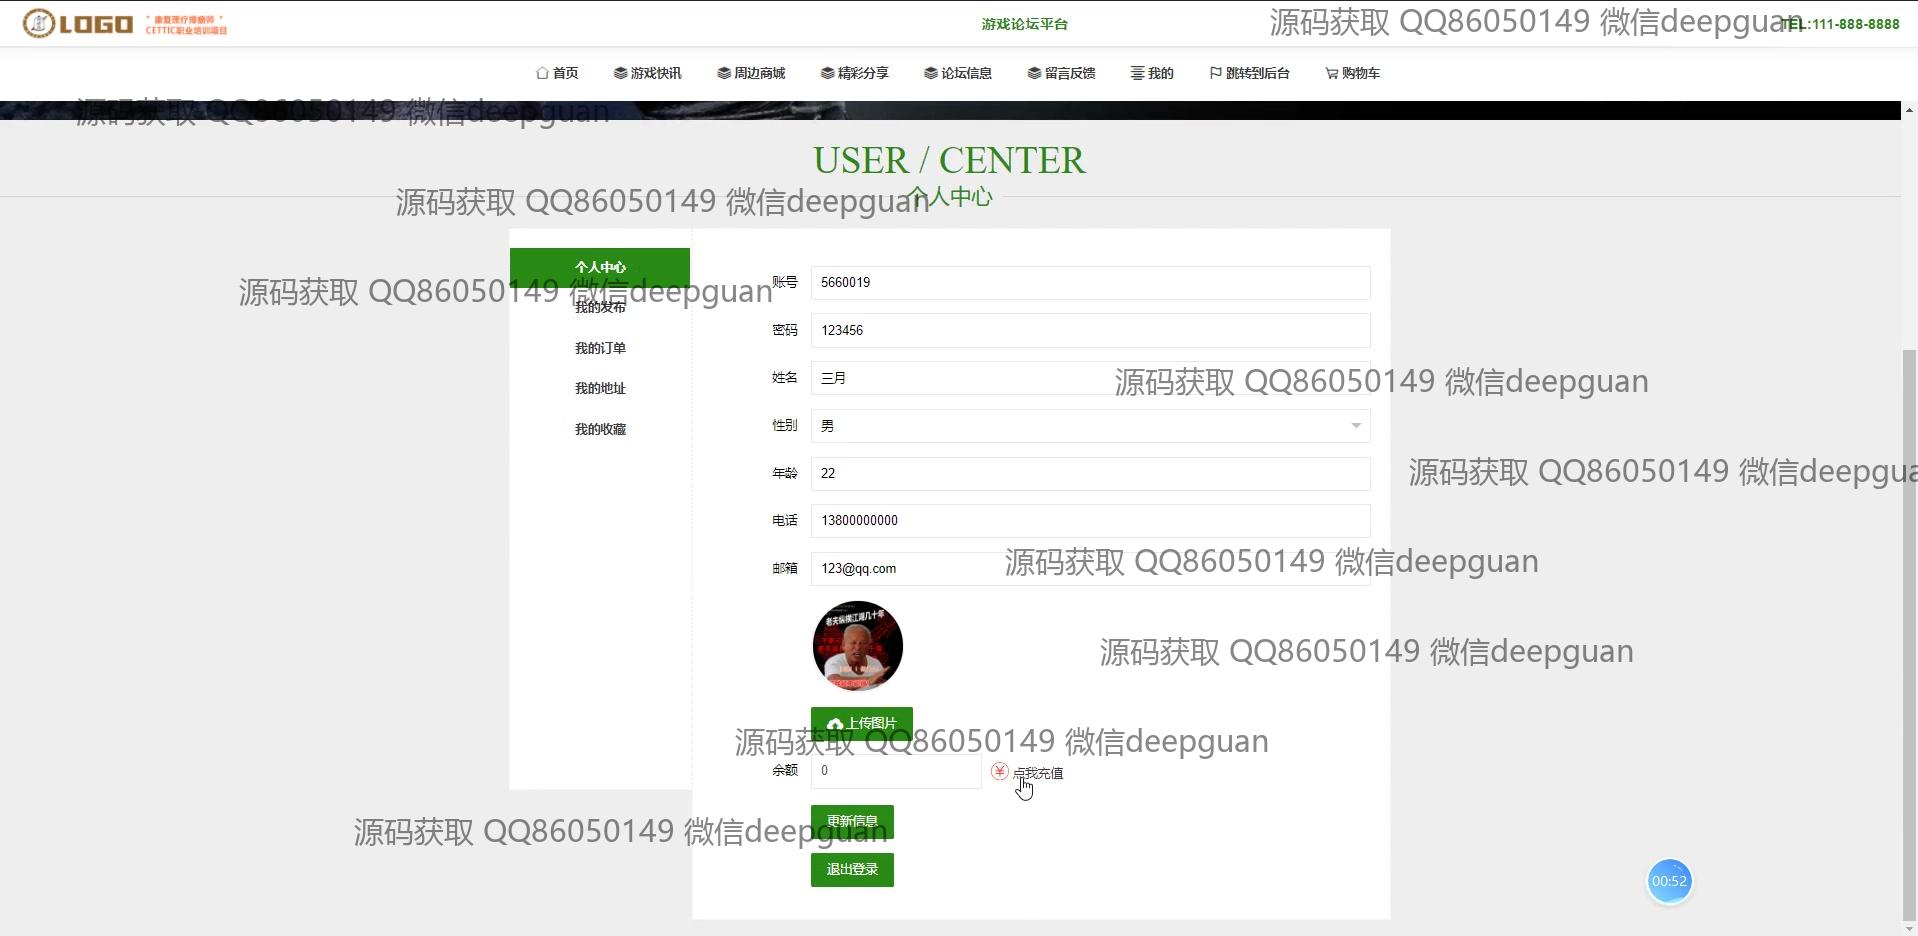 LOGO
康复理疗按摩师
CETTIC职业培训项目
游戏论坛平台
源码获取 QQ86050149 微信deepguan
TEL:111-888-8888
首页 游戏快讯 周边商城 精彩分享 论坛信息 留言反馈 我的 跳转到后台 购物车
源码获取 QQ86050149 微信deepguan
USER / CENTER
源码获取 QQ86050149 微信deepguan
个人中心
个人中心
源码获取 QQ86050149 微信deepguan
账号 5660019
我的发布
密码 123456
我的订单
姓名 三月
源码获取 QQ86050149 微信deepguan
我的地址
性别 男
我的收藏
年龄 22
源码获取 QQ86050149 微信deepgua
电话 13800000000
邮箱 123@qq.com
源码获取 QQ86050149 微信deepguan
老夫纵横江湖几十年
源码获取 QQ86050149 微信deepguan
上传图片
源码获取 QQ86050149 微信deepguan
余额 0
点我充值
更新信息
源码获取 QQ86050149 微信deepguan
退出登录
00:52